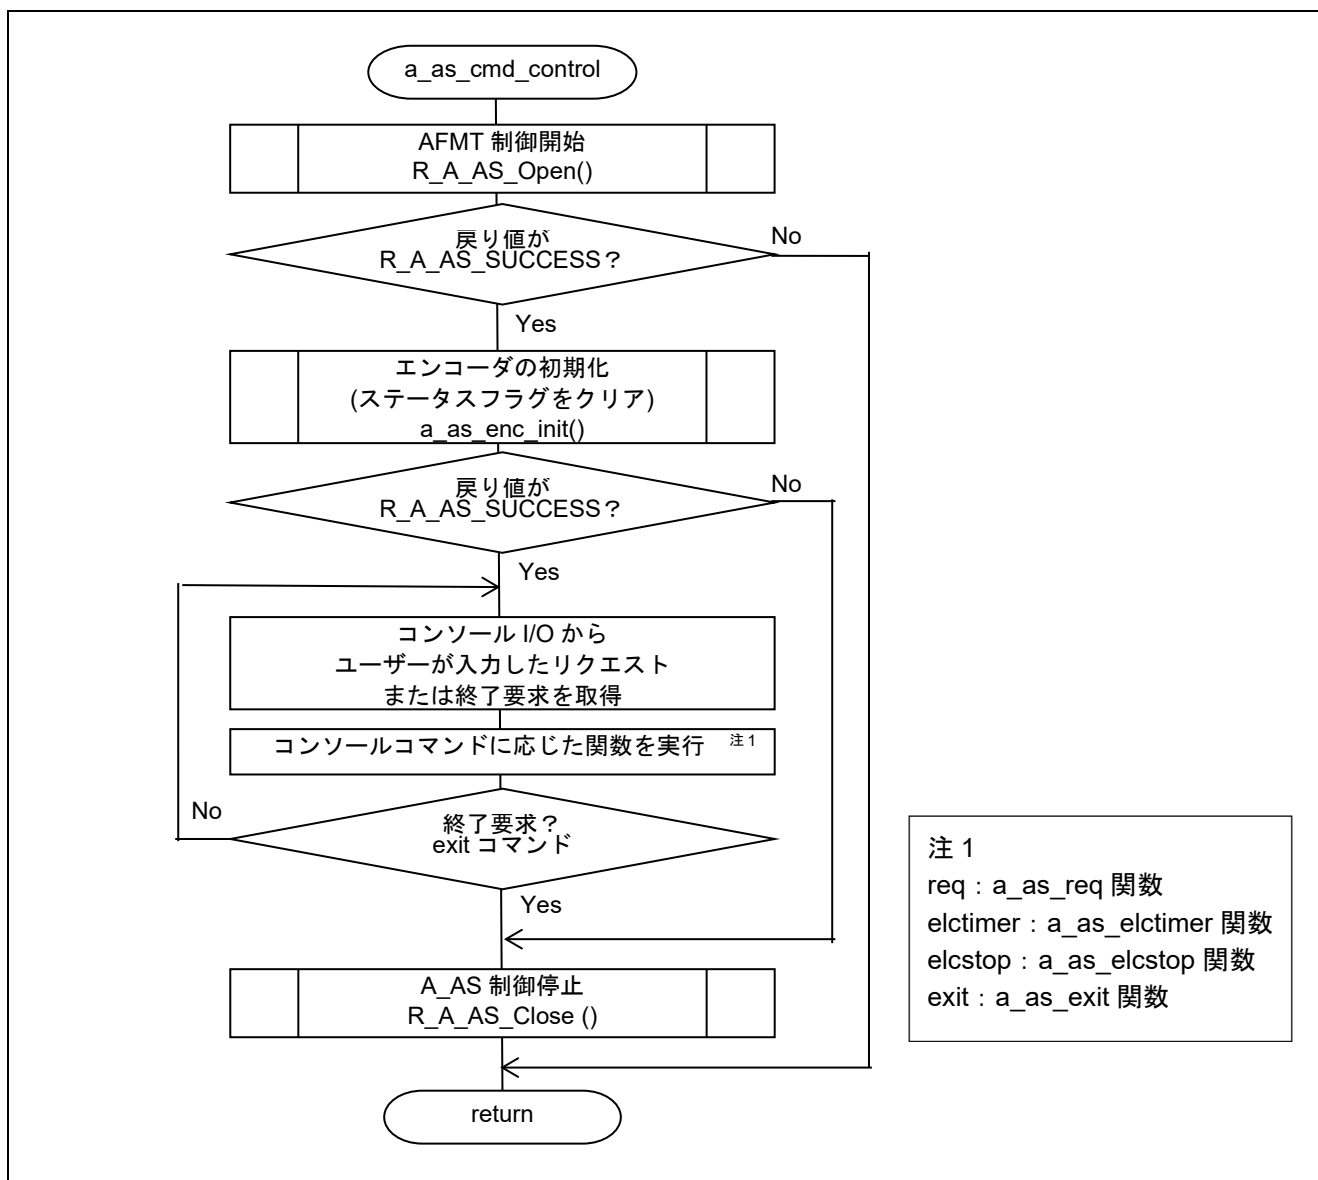 a_as_cmd_control
AFMT 制御開始
R_A_AS_Open()
戻り値が
R_A_AS_SUCCESS？
No
Yes
エンコーダの初期化
(ステータスフラグをクリア)
a_as_enc_init()
戻り値が
R_A_AS_SUCCESS？
No
Yes
コンソール I/O から
ユーザーが入力したリクエスト
または終了要求を取得
コンソールコマンドに応じた関数を実行 注 1
終了要求？
exit コマンド
No
Yes
A_AS 制御停止
R_A_AS_Close ()
return
注 1
req：a_as_req 関数
elctimer：a_as_elctimer 関数
elcstop：a_as_elcstop 関数
exit：a_as_exit 関数